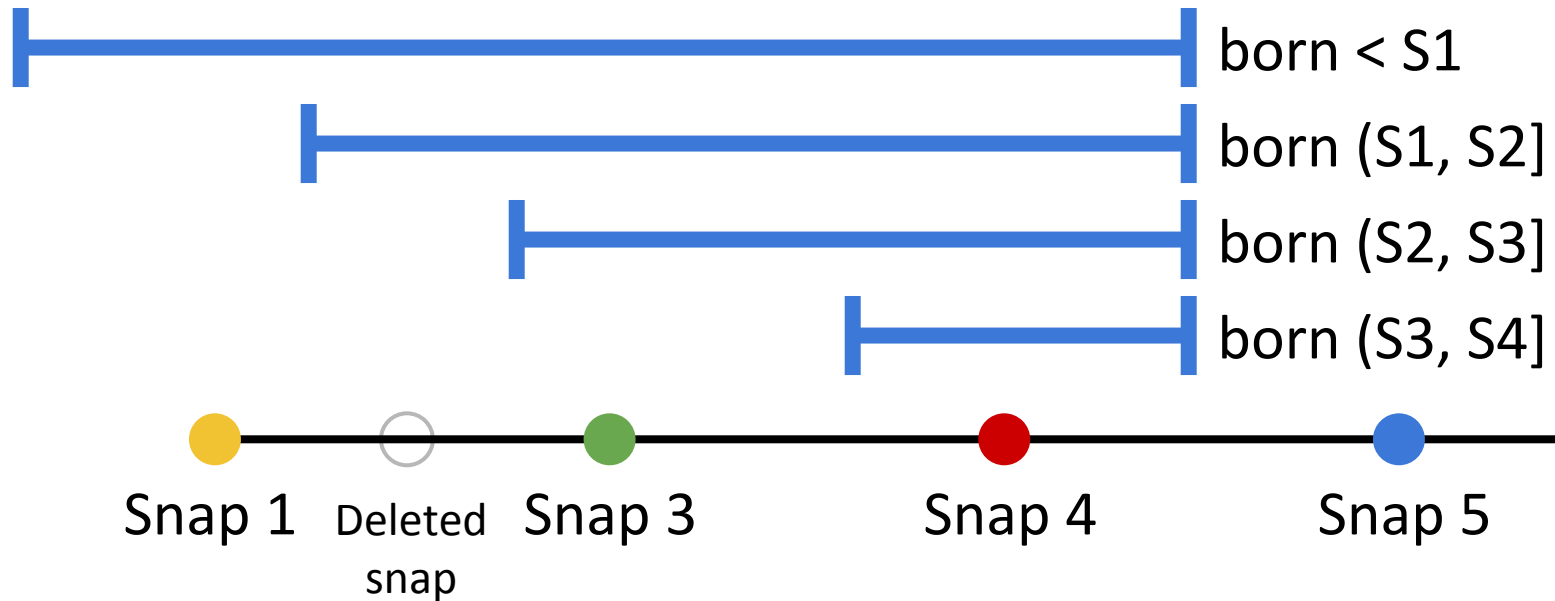 born < S1
born (S1, S2]
born (S2, S3]
born (S3, S4]
Snap 1
Deleted
snap
Snap 3
Snap 4
Snap 5